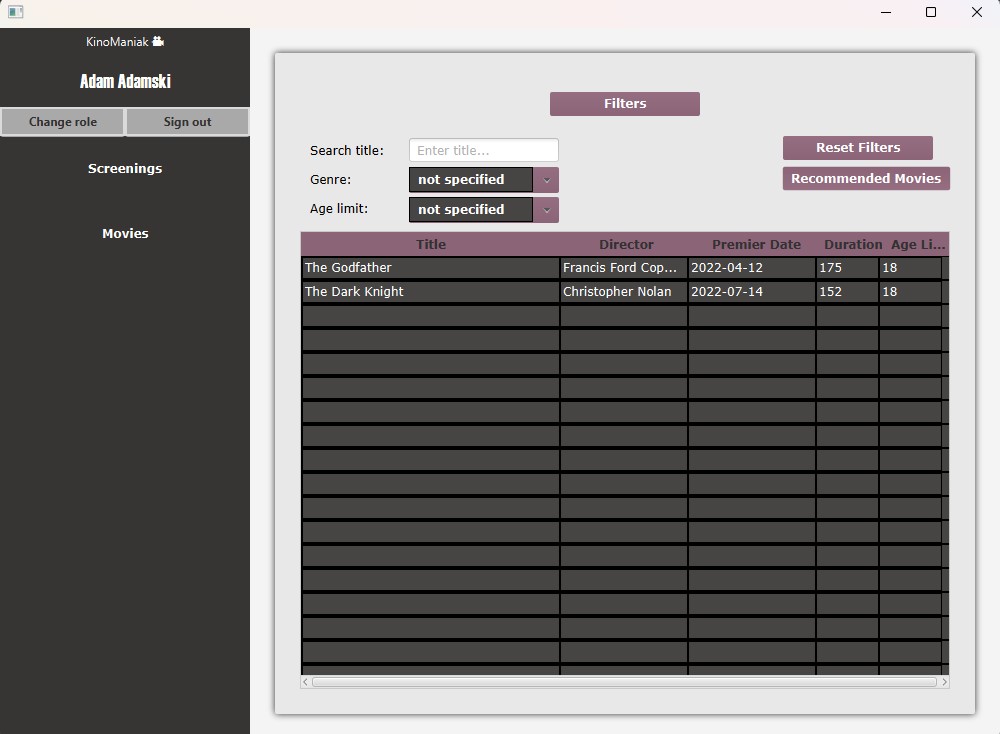 KinoManiak
Adam Adamski
Change role Sign out
Screenings
Movies
Filters
Search title: Enter title...
Reset Filters
Genre: not specified
Recommended Movies
Age limit: not specified
Title Director Premier Date Duration Age Li...
The Godfather Francis Ford Cop... 2022-04-12 175 18
The Dark Knight Christopher Nolan 2022-07-14 152 18